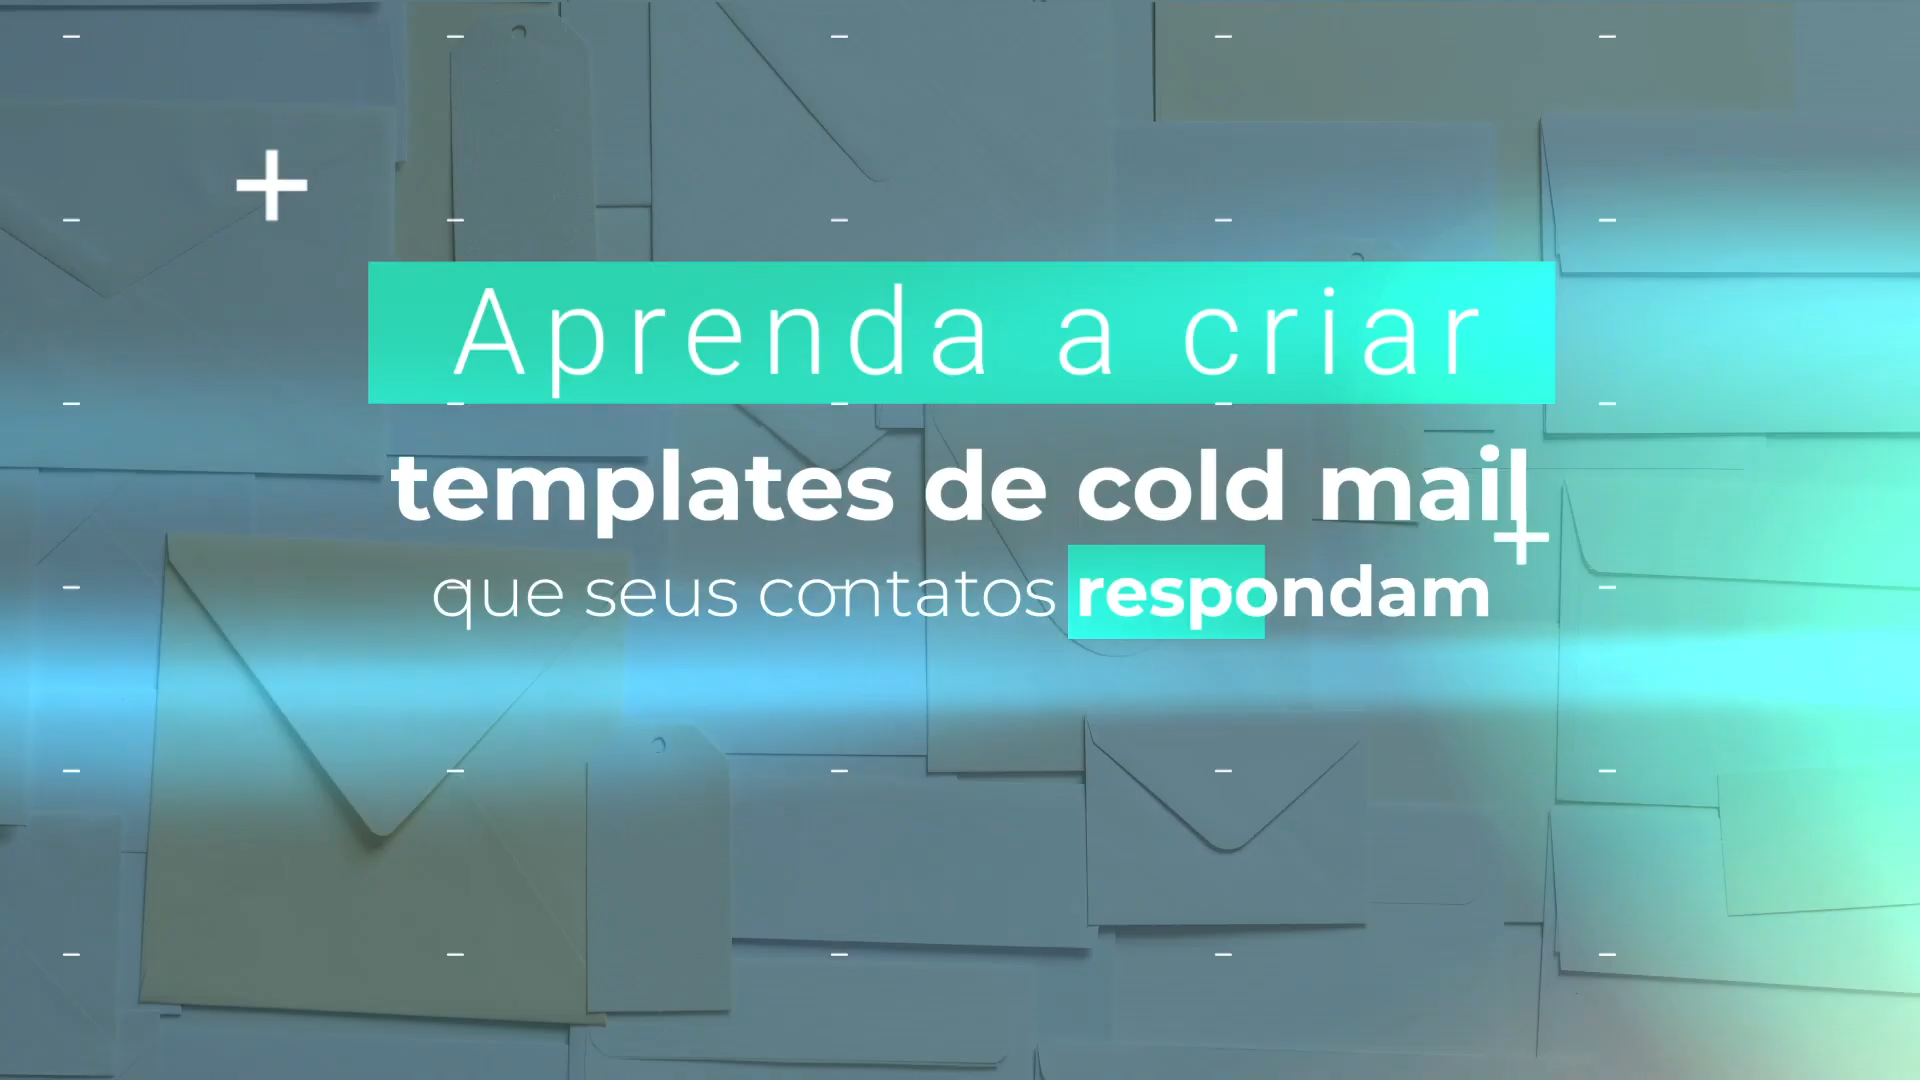 Aprenda a criar
templates de cold mail
que seus contatos respondam